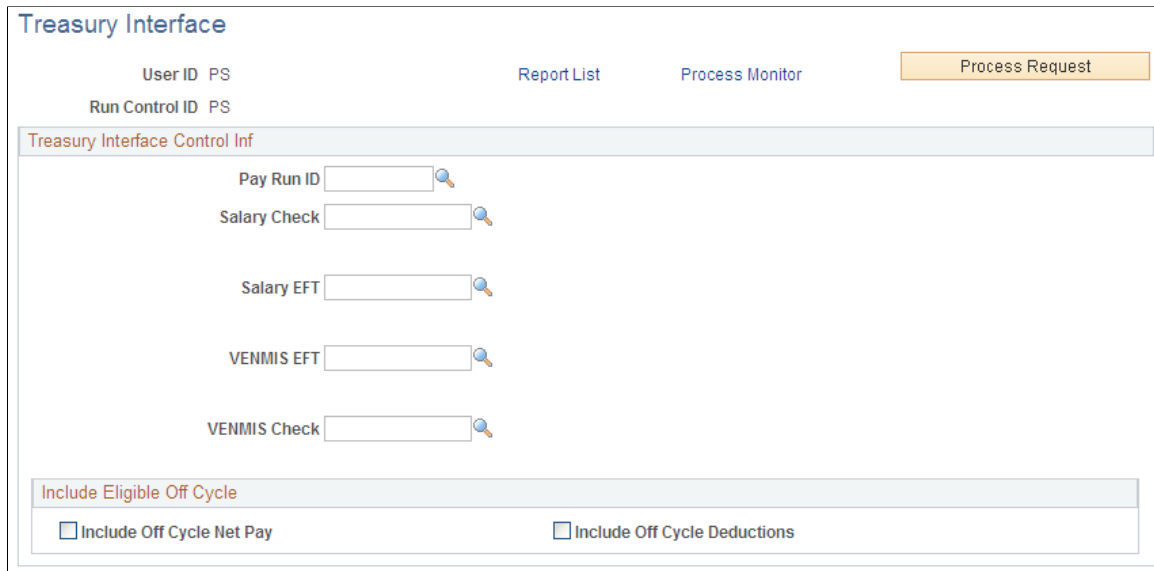 Treasury Interface
User ID PS Report List Process Monitor Process Request
Run Control ID PS
Treasury Interface Control Inf
Pay Run ID
Salary Check
Salary EFT
VENMIS EFT
VENMIS Check
Include Eligible Off Cycle
Include Off Cycle Net Pay Include Off Cycle Deductions